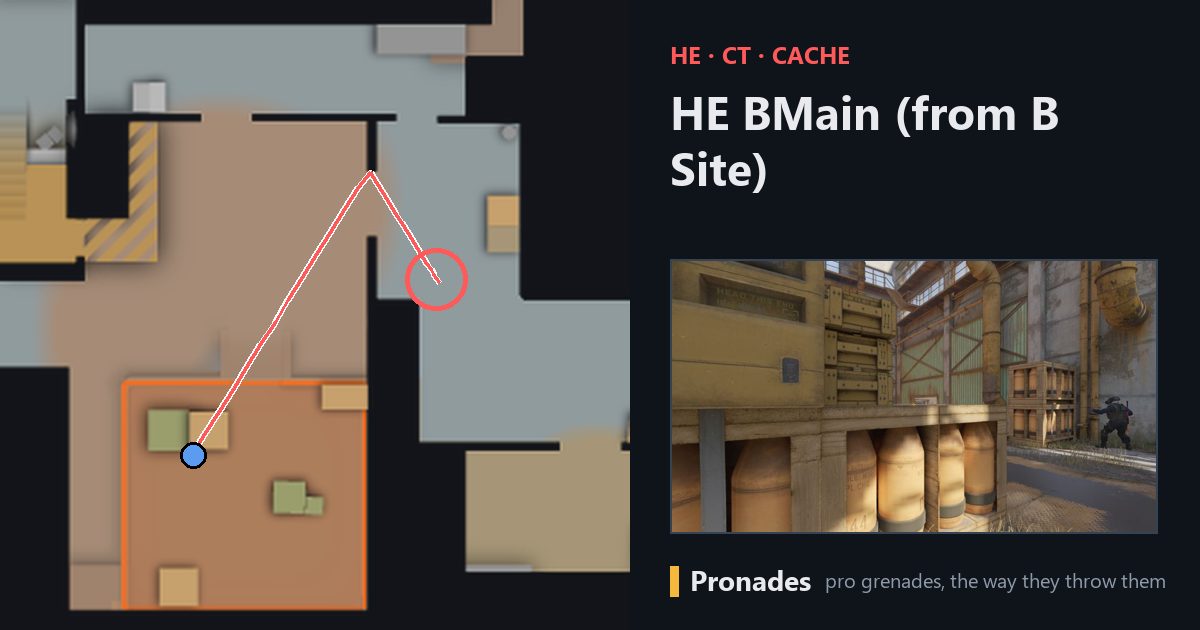 HE · CT · CACHE
HE BMain (from B
Site)
Pronades pro grenades, the way they throw them